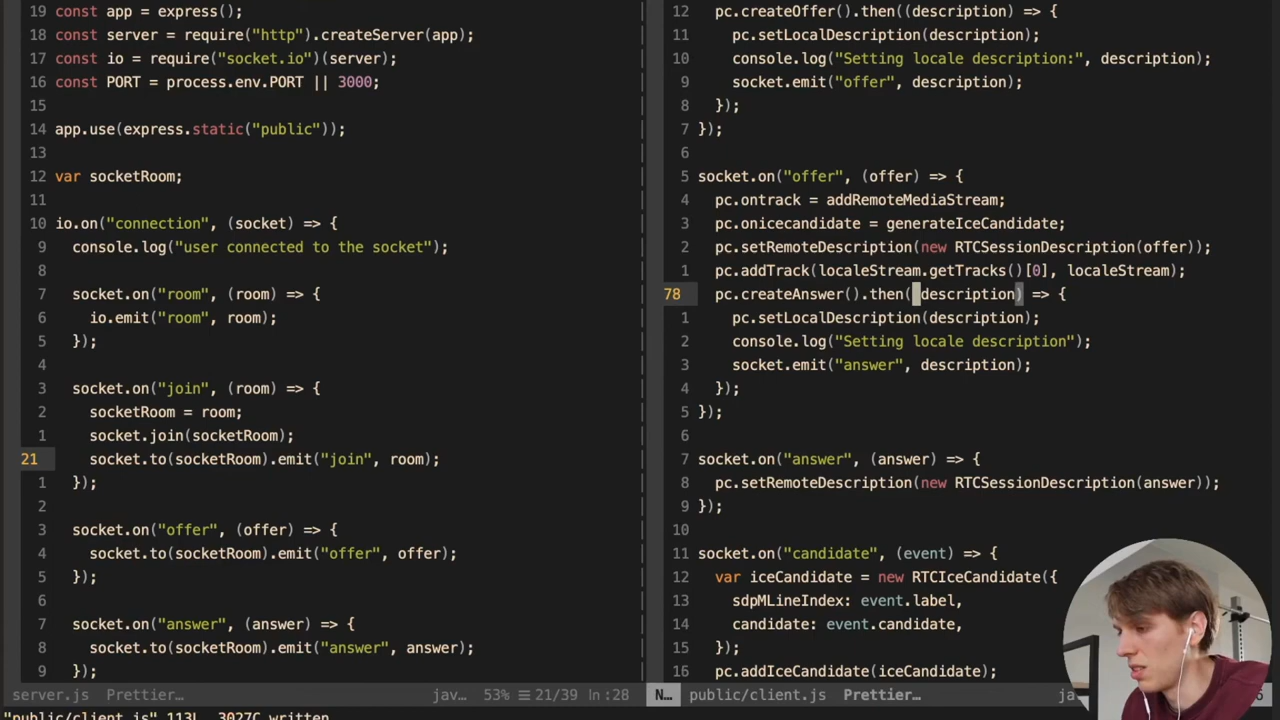 19 const app = express();
18 const server = require("http").createServer(app);
17 const io = require("socket.io")(server);
16 const PORT = process.env.PORT || 3000;
15
14 app.use(express.static("public"));
13
12 var socketRoom;
11
10 io.on("connection", (socket) => {
9 console.log("user connected to the socket");
8
7 socket.on("room", (room) => {
6 io.emit("room", room);
5 });
4
3 socket.on("join", (room) => {
2 socketRoom = room;
1 socket.join(socketRoom);
21 socket.to(socketRoom).emit("join", room);
1 });
2
3 socket.on("offer", (offer) => {
4 socket.to(socketRoom).emit("offer", offer);
5 });
6
7 socket.on("answer", (answer) => {
8 socket.to(socketRoom).emit("answer", answer);
9 });
server.js Prettier… jav… 53% ☰ 21/39 ln:28
12 pc.createOffer().then((description) => {
11 pc.setLocalDescription(description);
10 console.log("Setting locale description:", description);
9 socket.emit("offer", description);
8 });
7 });
6
5 socket.on("offer", (offer) => {
4 pc.ontrack = addRemoteMediaStream;
3 pc.onicecandidate = generateIceCandidate;
2 pc.setRemoteDescription(new RTCSessionDescription(offer));
1 pc.addTrack(localeStream.getTracks()[0], localeStream);
78 pc.createAnswer().then((description) => {
1 pc.setLocalDescription(description);
2 console.log("Setting locale description");
3 socket.emit("answer", description);
4 });
5 });
6
7 socket.on("answer", (answer) => {
8 pc.setRemoteDescription(new RTCSessionDescription(answer));
9 });
10
11 socket.on("candidate", (event) => {
12 var iceCandidate = new RTCIceCandidate({
13 sdpMLineIndex: event.label,
14 candidate: event.candidate,
15 });
16 pc.addIceCandidate(iceCandidate);
N… public/client.js Prettier… ja
"public/client.js" 113L, 3027C written